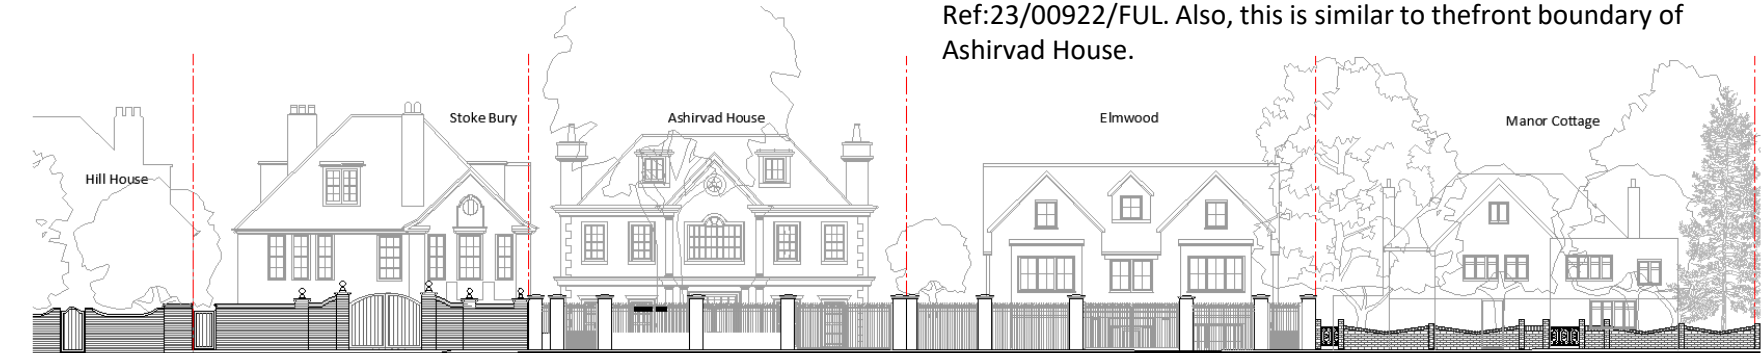 Ref:23/00922/FUL. Also, this is similar to thefront boundary of
Ashirvad House.
Hill House
Stoke Bury
Ashirvad House
Elmwood
Manor Cottage